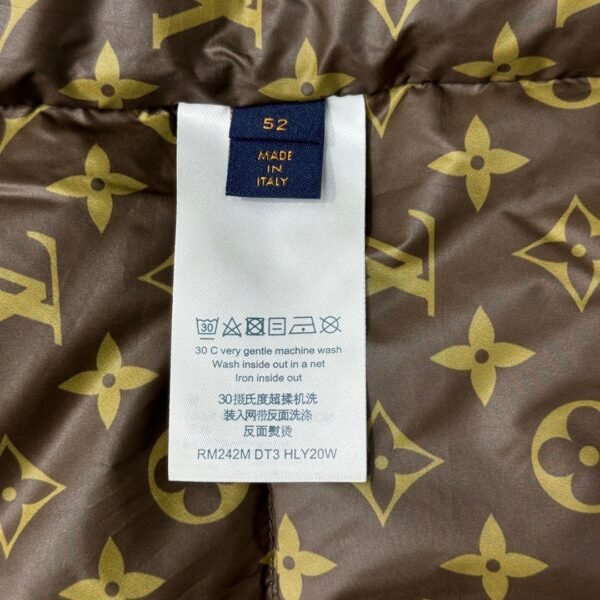 52
MADE
IN
ITALY
30
30 C very gentle machine wash
Wash inside out in a net
Iron inside out
30摄氏度超揉机洗
装入网带反面洗涤
反面熨烫
RM242M DT3 HLY20W